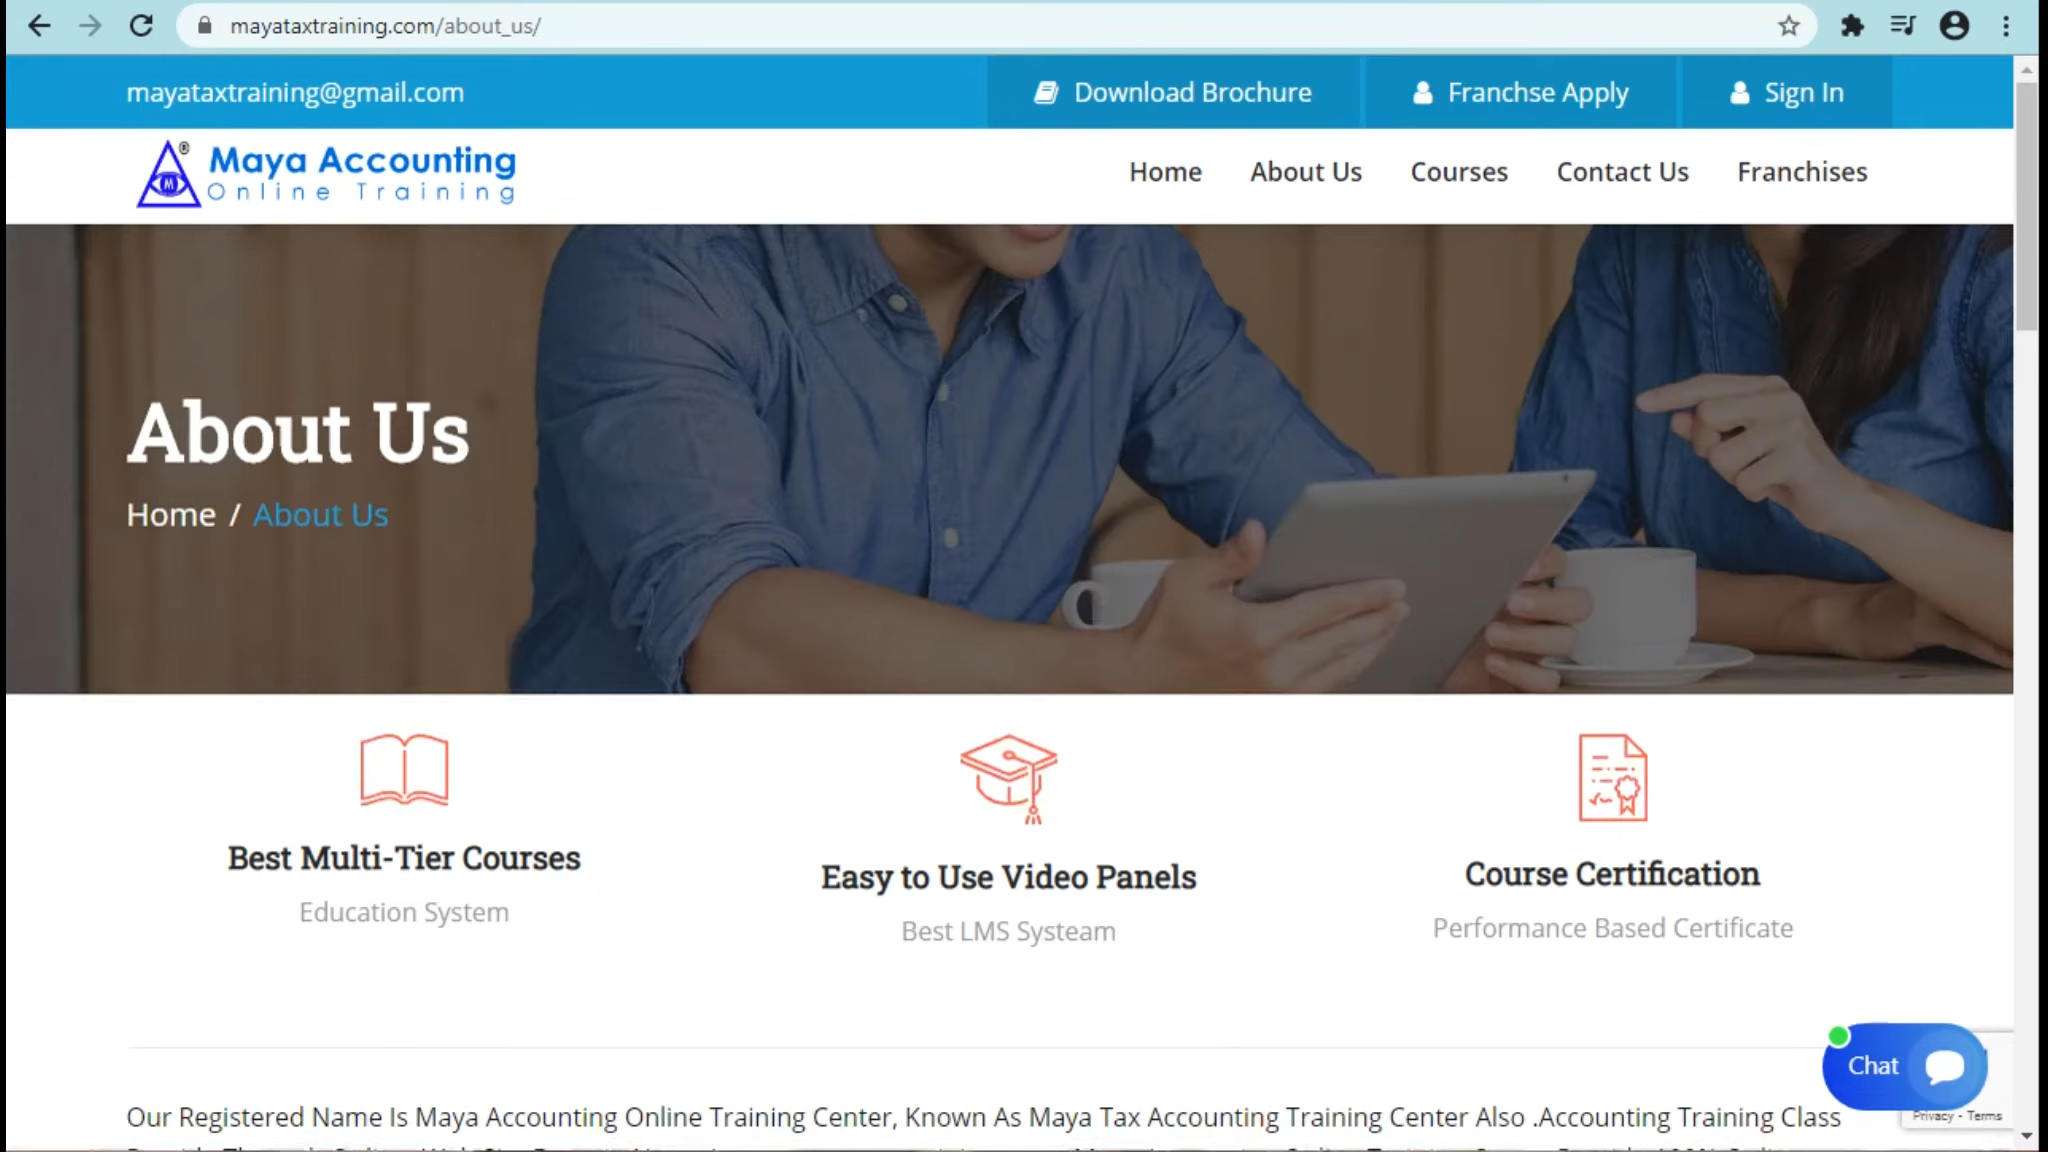 mayataxtraining.com/about_us/
mayataxtraining@gmail.com
Download Brochure
Franchse Apply
Sign In
M
®
Maya Accounting
Online Training
Home
About Us
Courses
Contact Us
Franchises
About Us
Home / About Us
Best Multi-Tier Courses
Education System
Easy to Use Video Panels
Best LMS Systeam
Course Certification
Performance Based Certificate
Chat
Privacy - Terms
Our Registered Name Is Maya Accounting Online Training Center, Known As Maya Tax Accounting Training Center Also .Accounting Training Class